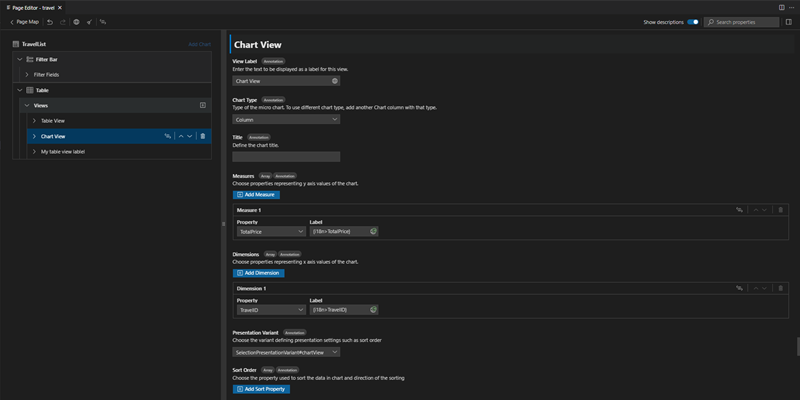 Page Editor - travel
Page Map
Show descriptions
Search properties
TravelList
Add Chart
Filter Bar
Filter Fields
Table
Views
Table View
Chart View
My table view lablel
Chart View
View Label Annotation
Enter the text to be displayed as a label for this view.
Chart View
Chart Type Annotation
Type of the micro chart. To use different chart type, add another Chart column with that type.
Column
Title Annotation
Define the chart title.
Measures Array Annotation
Choose properties representing y axis values of the chart.
Add Measure
Measure 1
Property Label
TotalPrice {i18n>TotalPrice}
Dimensions Array Annotation
Choose properties representing x axis values of the chart.
Add Dimension
Dimension 1
Property Label
TravelID {i18n>TravelID}
Presentation Variant Annotation
Choose the variant defining presentation settings such as sort order
SelectionPresentationVariant#chartView
Sort Order Array Annotation
Choose the property used to sort the data in chart and direction of the sorting
Add Sort Property